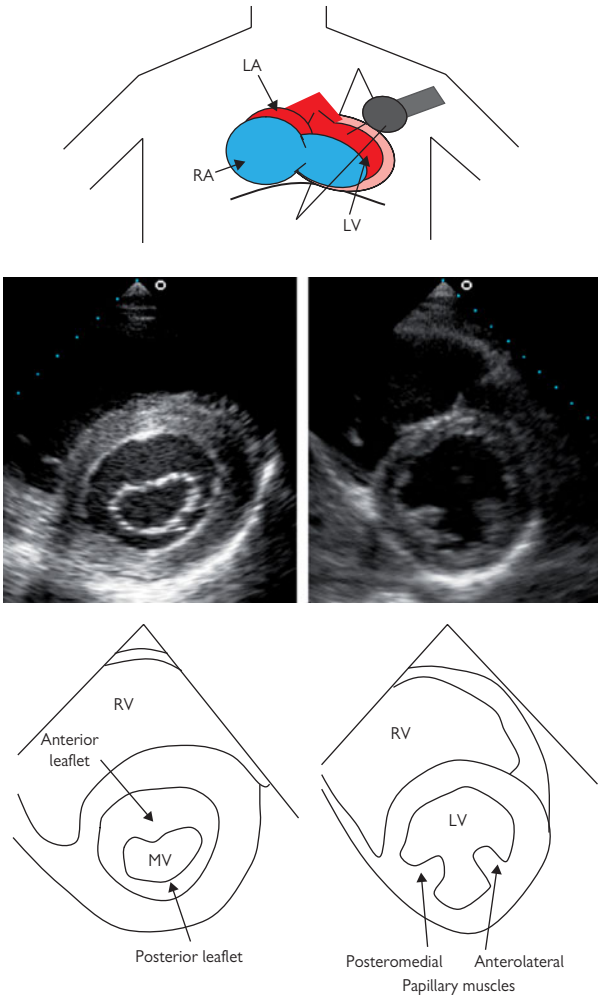 LA
RA
LV
RV
Anterior
leaflet
MV
Posterior leaflet
RV
LV
Posteromedial
Anterolateral
Papillary muscles